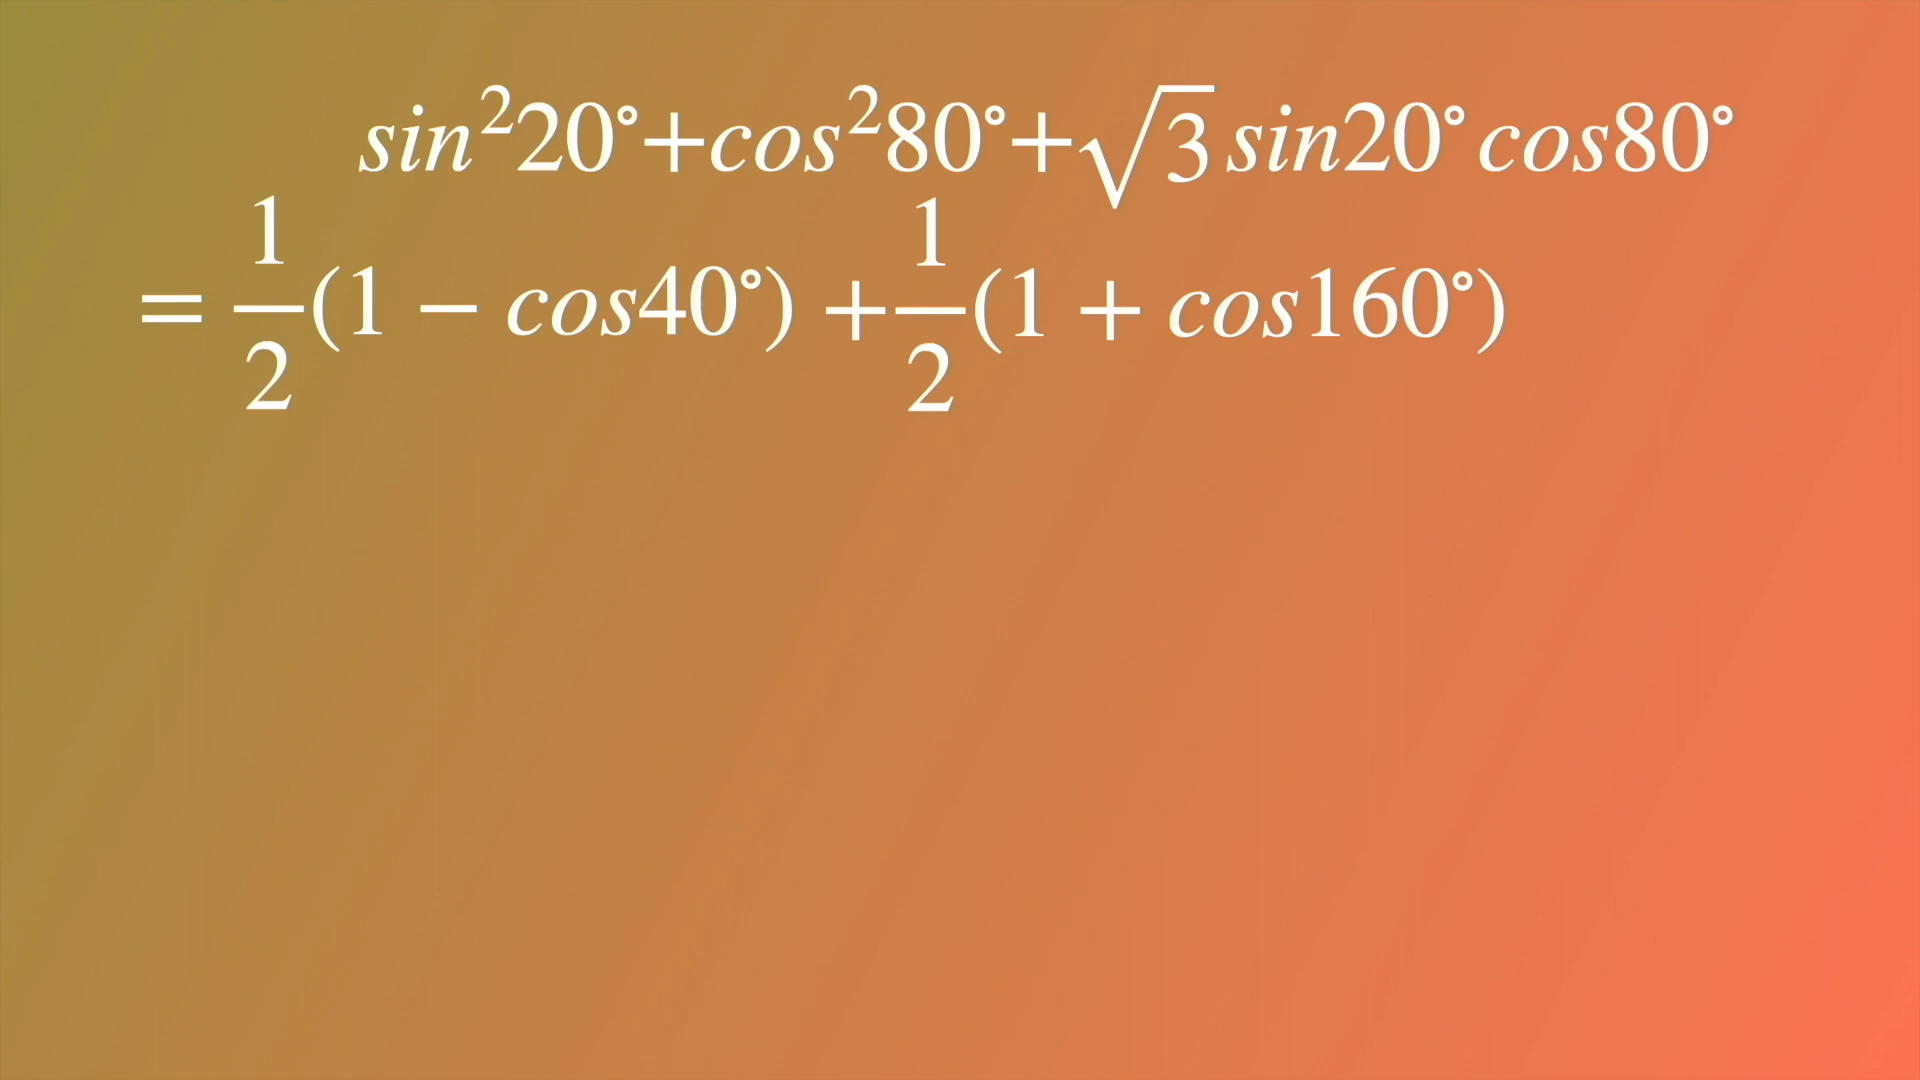 sin²20°+cos²80°+√3 sin20° cos80°
= 1/2(1 − cos40°) +1/2(1 + cos160°)